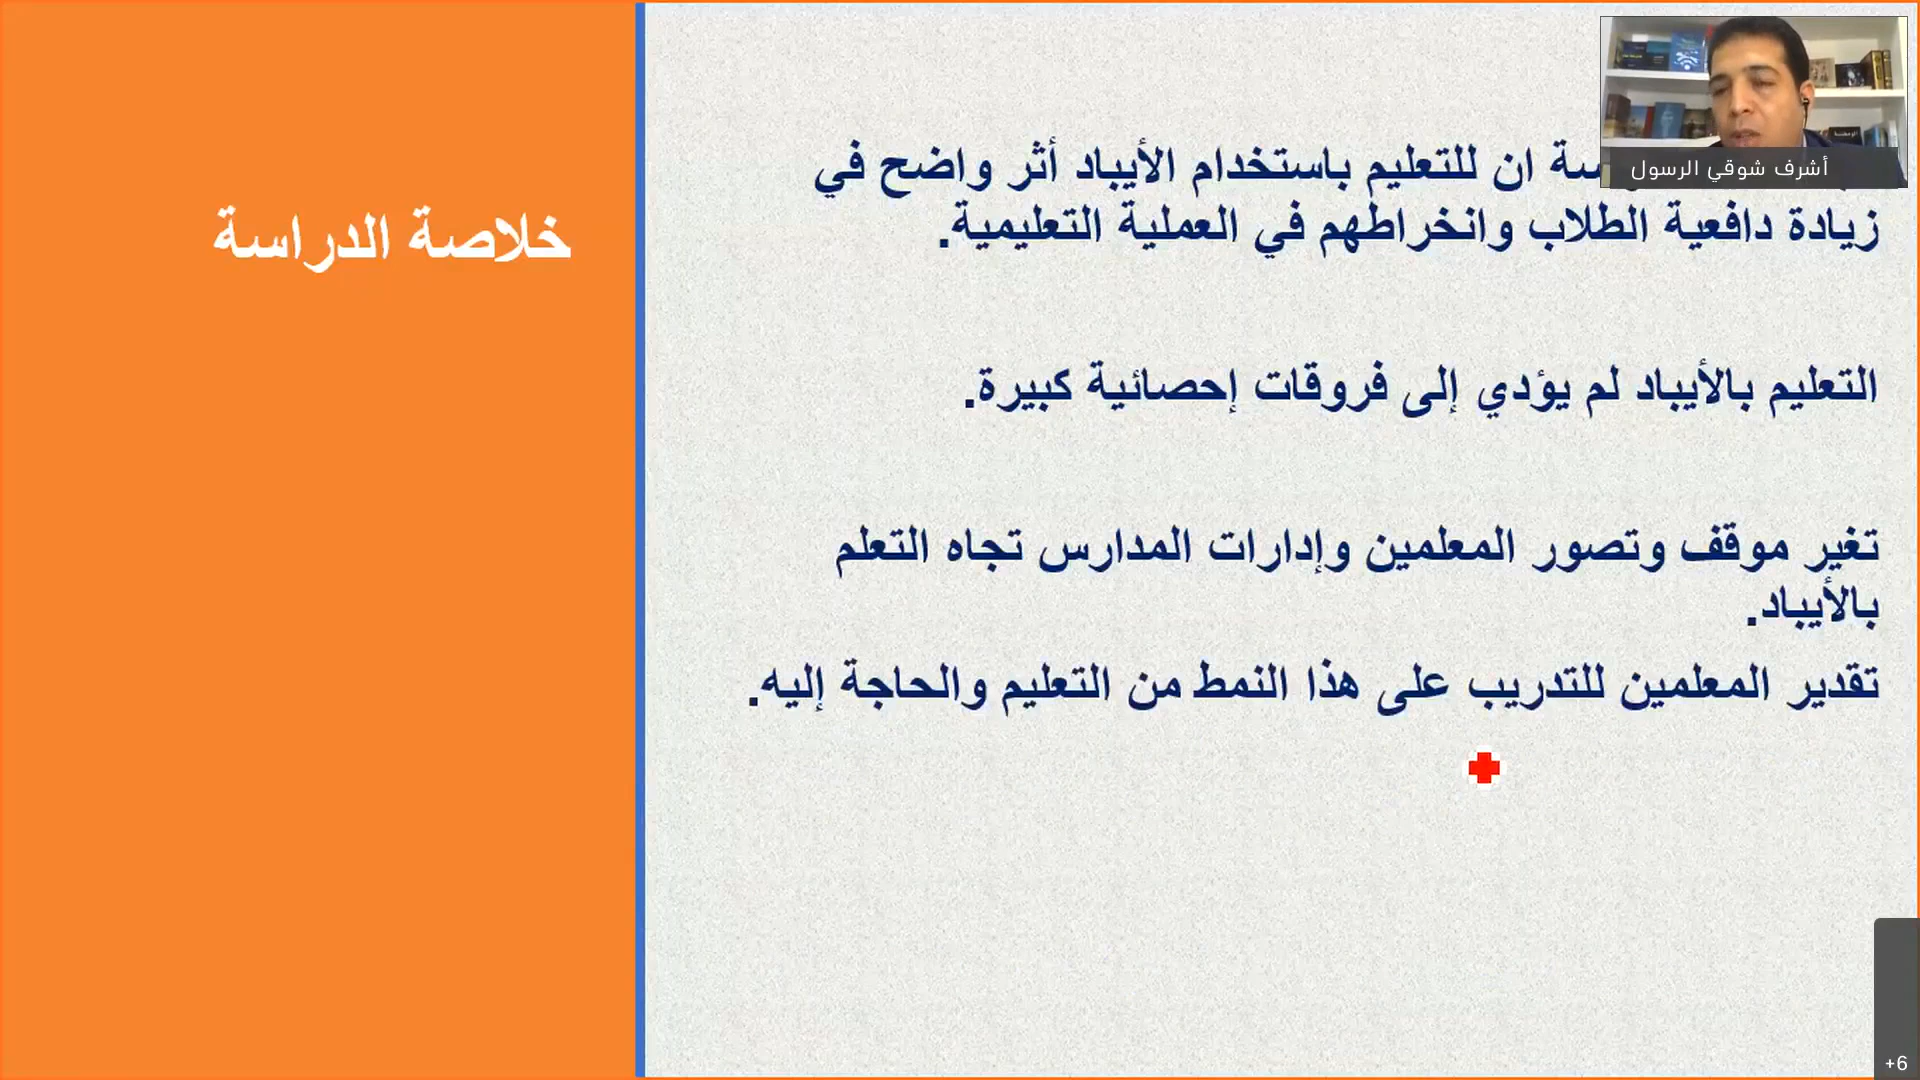 خلاصة الدراسة
سة ان للتعليم باستخدام الأيباد أثر واضح في
زيادة دافعية الطلاب وانخراطهم في العملية التعليمية.
التعليم بالأيباد لم يؤدي إلى فروقات إحصائية كبيرة.
تغير موقف وتصور المعلمين وإدارات المدارس تجاه التعلم
بالأيباد.
تقدير المعلمين للتدريب على هذا النمط من التعليم والحاجة إليه.
أشرف شوقي الرسول
+6